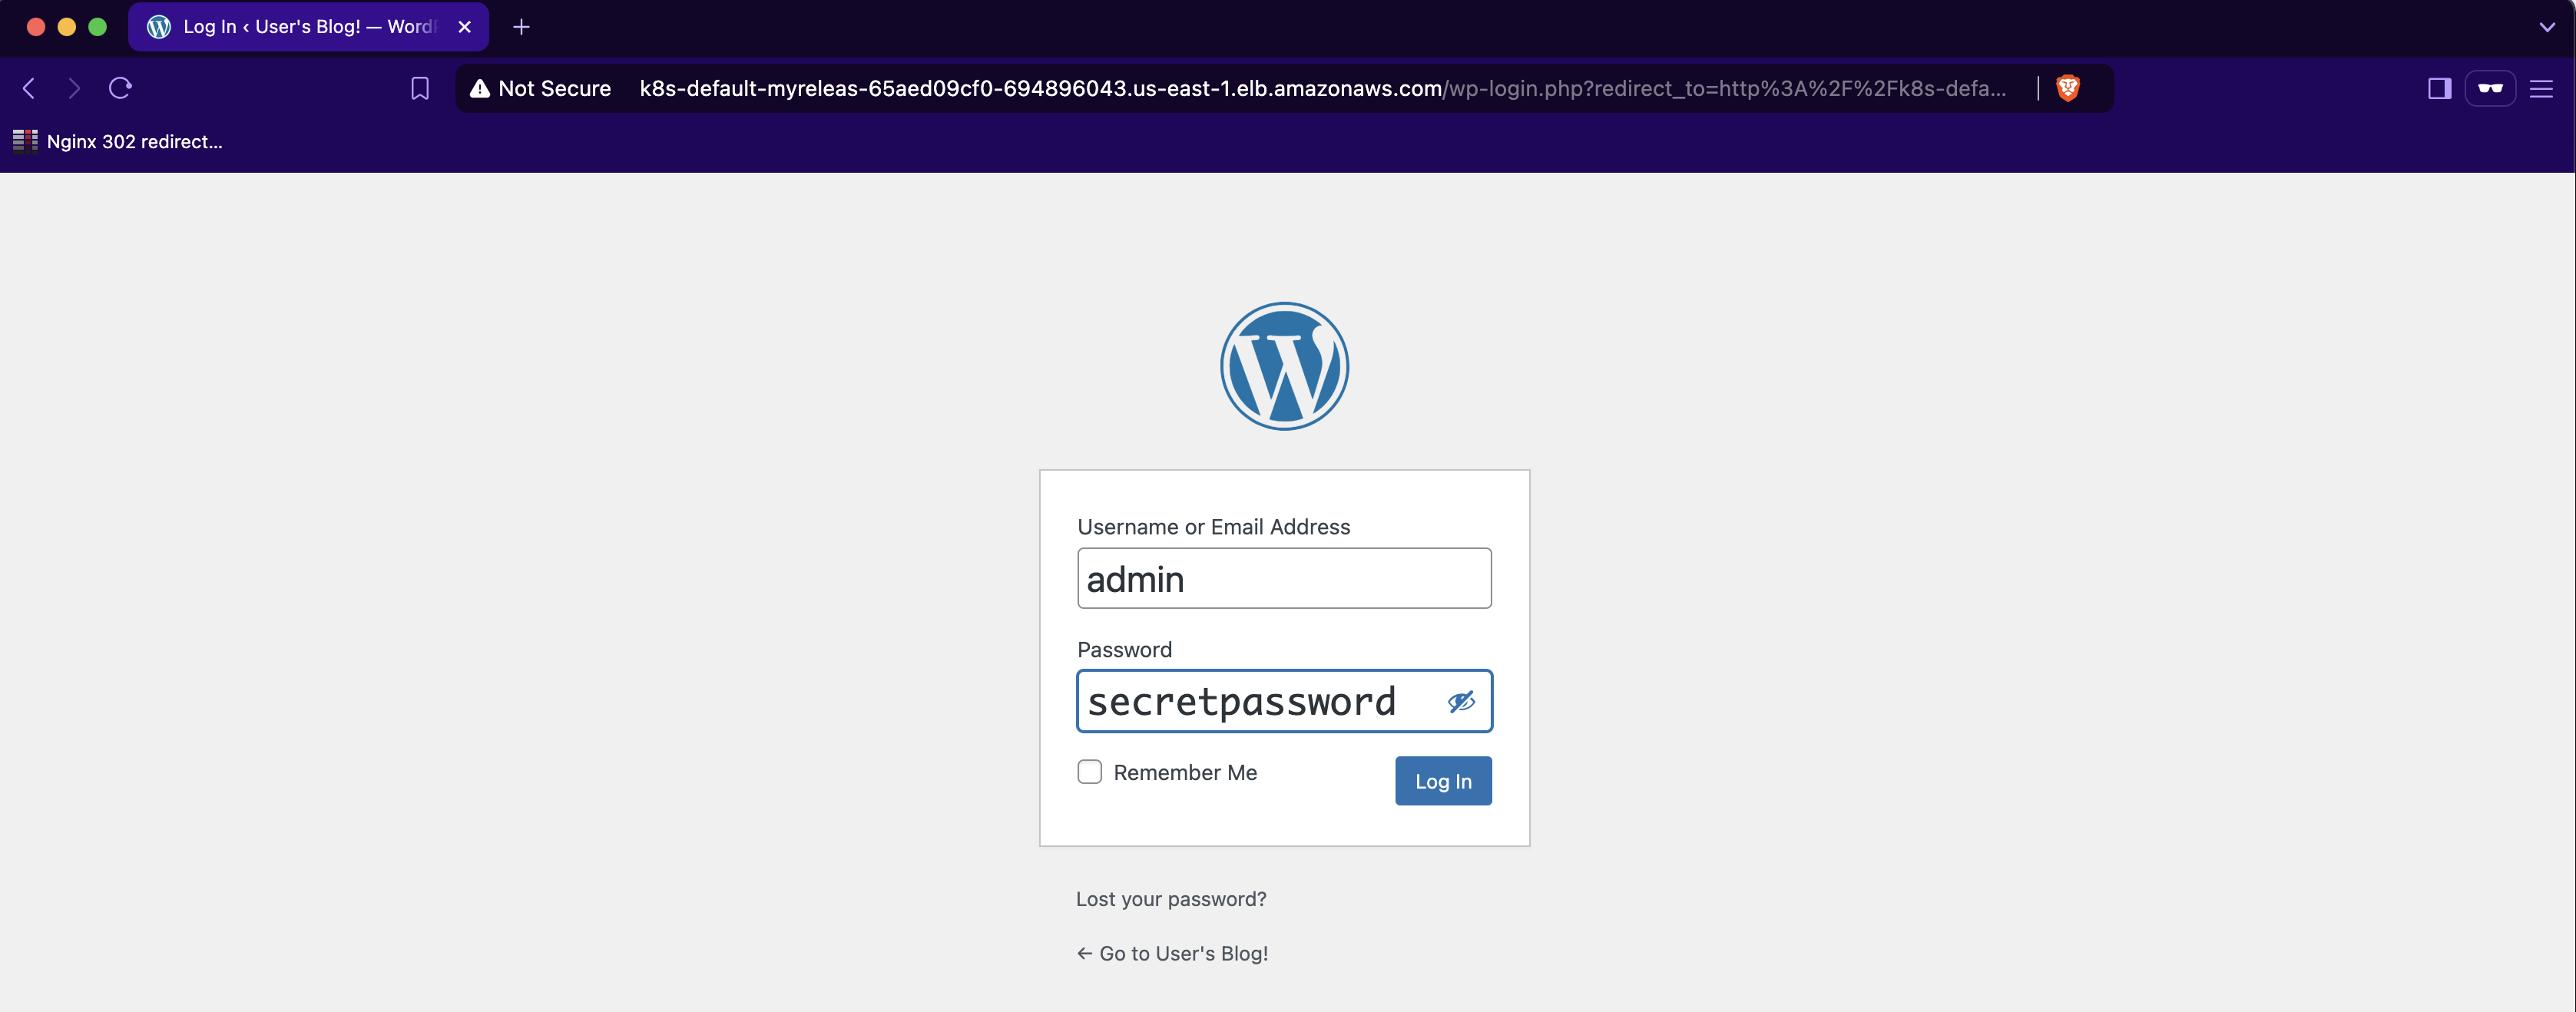 Log In ‹ User's Blog! — Word
Not Secure k8s-default-myreleas-65aed09cf0-694896043.us-east-1.elb.amazonaws.com/wp-login.php?redirect_to=http%3A%2F%2Fk8s-defa...
Nginx 302 redirect...
Username or Email Address
admin
Password
secretpassword
Remember Me
Log In
Lost your password?
← Go to User's Blog!